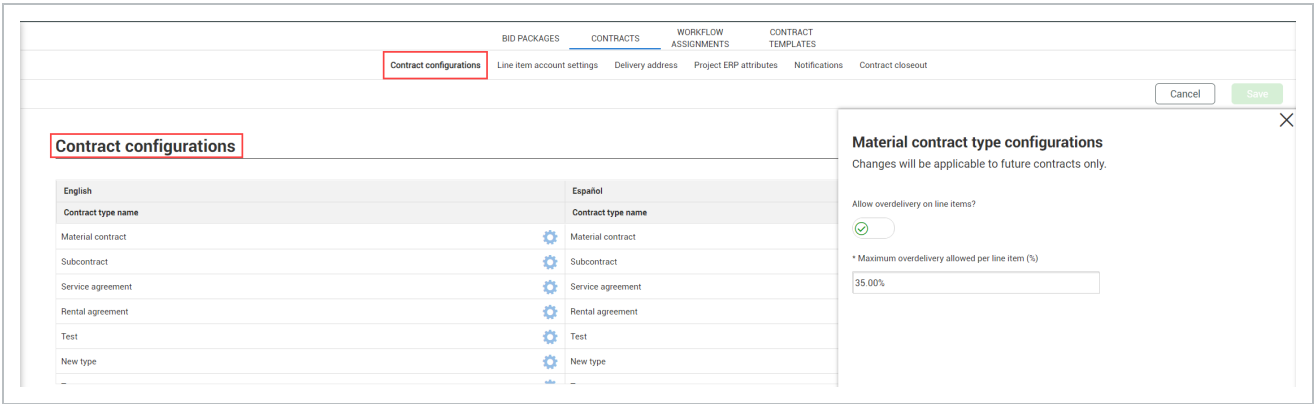 BID PACKAGES
CONTRACTS
WORKFLOW
ASSIGNMENTS
CONTRACT
TEMPLATES
Contract configurations
Line item account settings
Delivery address
Project ERP attributes
Notifications
Contract closeout
Cancel
Save
Contract configurations
English
Español
Contract type name
Contract type name
Material contract
Material contract
Subcontract
Subcontract
Service agreement
Service agreement
Rental agreement
Rental agreement
Test
Test
New type
New type
Material contract type configurations
Changes will be applicable to future contracts only.
Allow overdelivery on line items?
* Maximum overdelivery allowed per line item (%)
35.00%